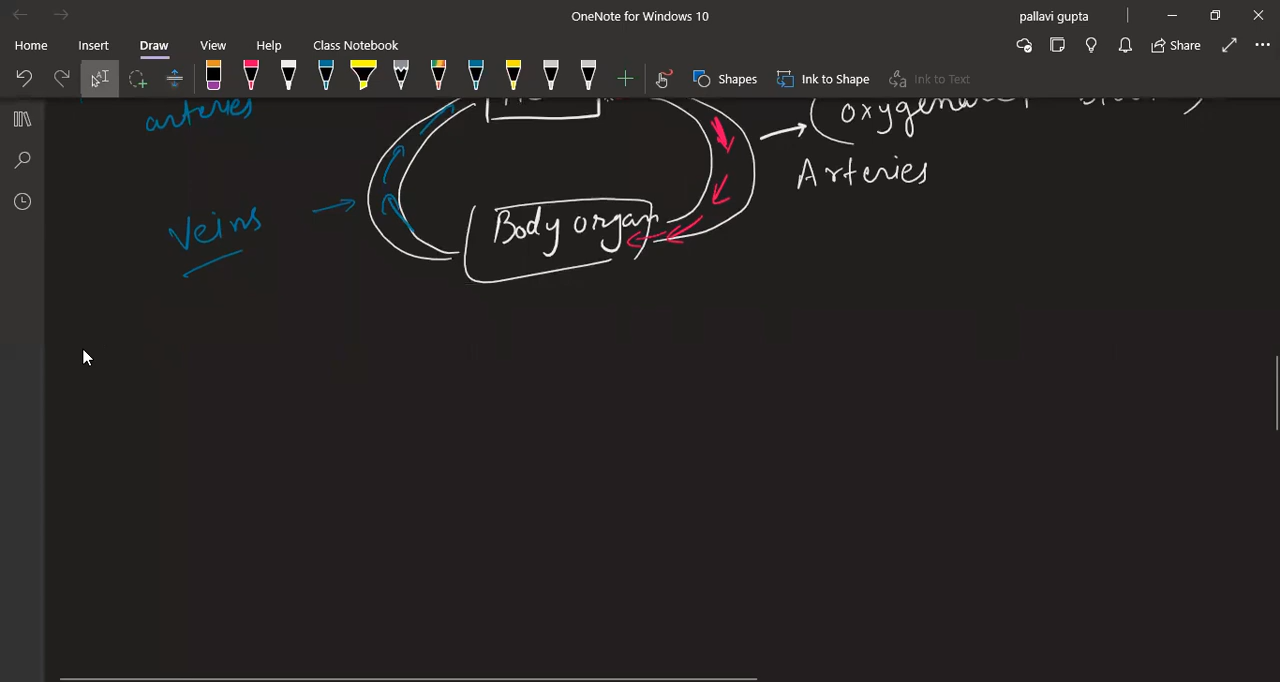 OneNote for Windows 10
pallavi gupta
Home Insert Draw View Help Class Notebook
Share
Shapes Ink to Shape Ink to Text
arteries
Arteries
Veins
Body organ